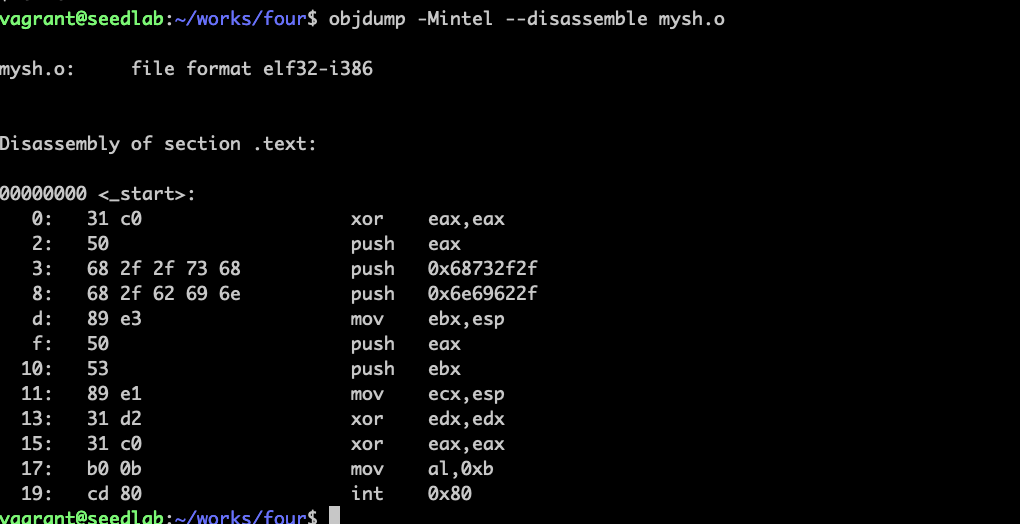 vagrant@seedlab:~/works/four$ objdump -Mintel --disassemble mysh.o
mysh.o:     file format elf32-i386
Disassembly of section .text:
00000000 <_start>:
   0:   31 c0                   xor    eax,eax
   2:   50                      push   eax
   3:   68 2f 2f 73 68          push   0x68732f2f
   8:   68 2f 62 69 6e          push   0x6e69622f
   d:   89 e3                   mov    ebx,esp
   f:   50                      push   eax
  10:   53                      push   ebx
  11:   89 e1                   mov    ecx,esp
  13:   31 d2                   xor    edx,edx
  15:   31 c0                   xor    eax,eax
  17:   b0 0b                   mov    al,0xb
  19:   cd 80                   int    0x80
vagrant@seedlab:~/works/four$